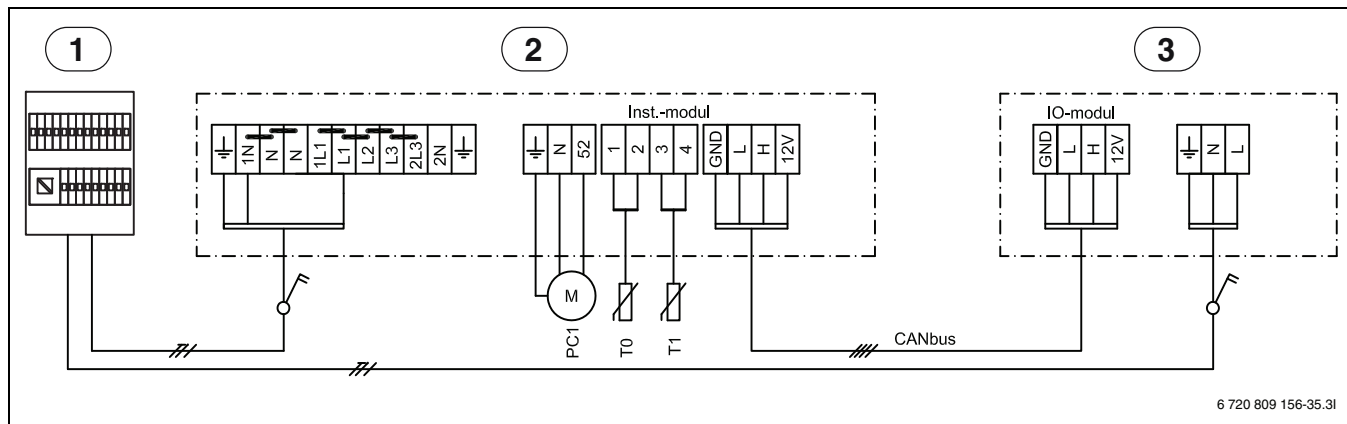 1 2 3
Inst.-modul IO-modul
1N N N 1L1 L1 L2 L3 2L3 2N
N 52
1 2 3 4
GND L H 12V
GND L H 12V
N L
M
PC1 T0 T1
CANbus
6 720 809 156-35.3I